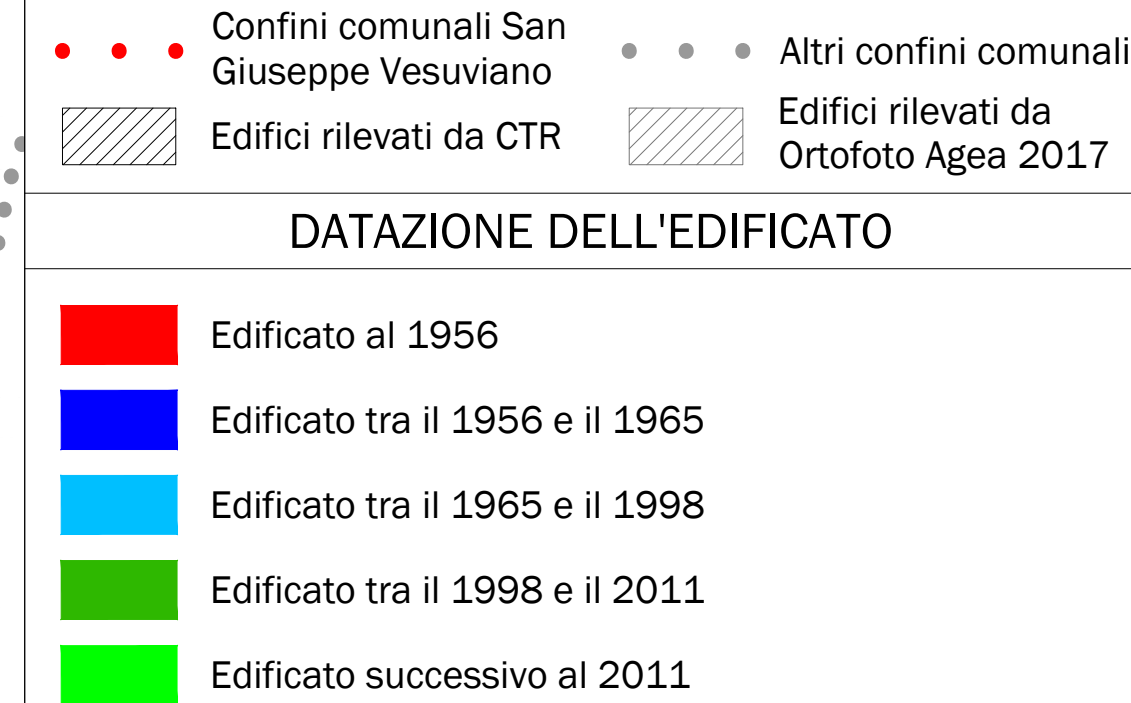 Confini comunali San
Giuseppe Vesuviano
Altri confini comunali
Edifici rilevati da CTR
Edifici rilevati da
Ortofoto Agea 2017
DATAZIONE DELL'EDIFICATO
Edificato al 1956
Edificato tra il 1956 e il 1965
Edificato tra il 1965 e il 1998
Edificato tra il 1998 e il 2011
Edificato successivo al 2011